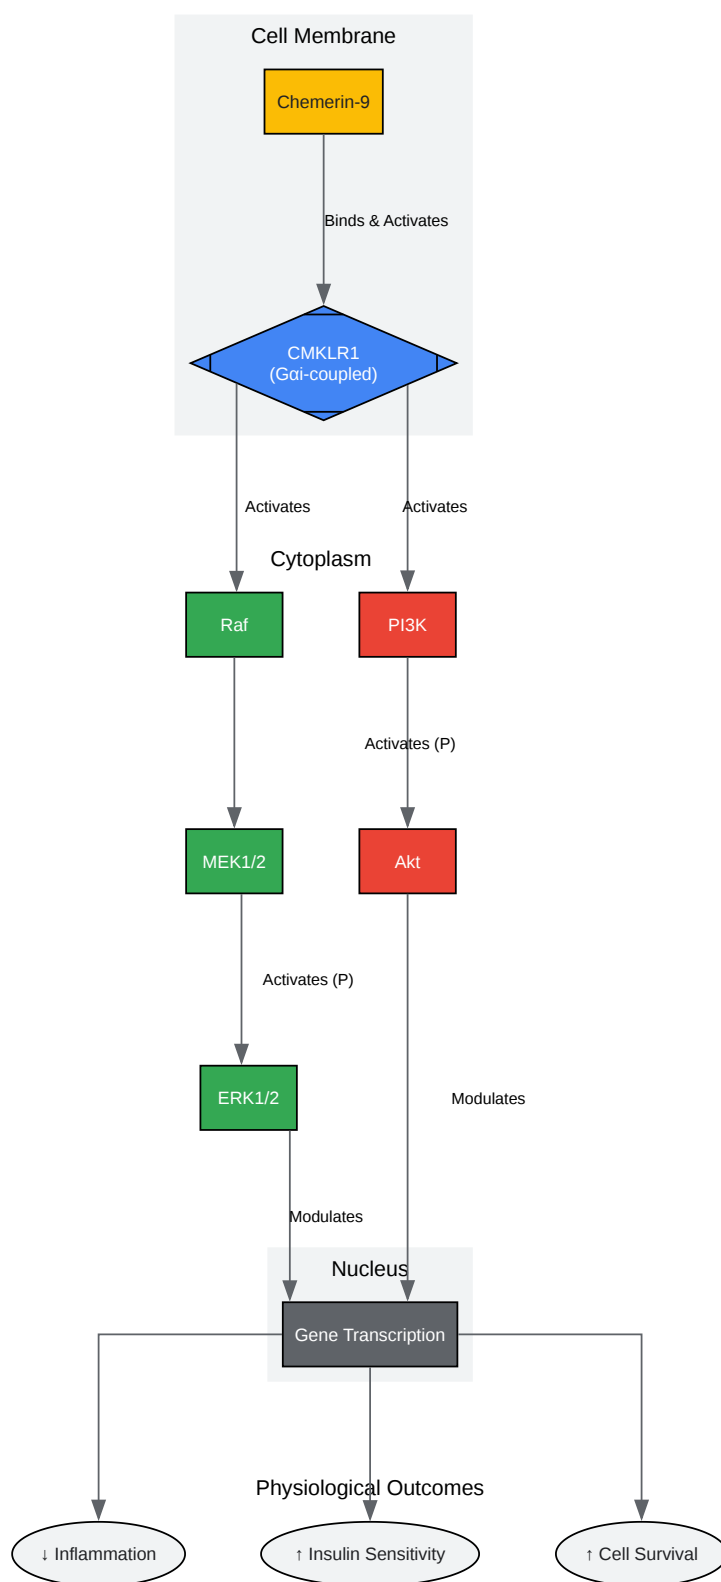 Cell Membrane
Chemerin-9
Binds & Activates
CMKLR1
(Gαi-coupled)
Activates
Activates
Cytoplasm
Raf
PI3K
Activates (P)
MEK1/2
Akt
Activates (P)
ERK1/2
Modulates
Modulates
Nucleus
Gene Transcription
Physiological Outcomes
↓ Inflammation
↑ Insulin Sensitivity
↑ Cell Survival